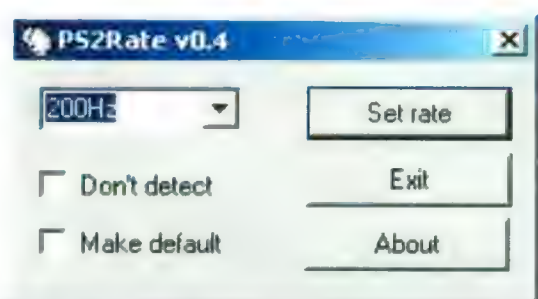 PS2Rate v0.4
200Hz
Set rate
Don't detect
Exit
Make default
About